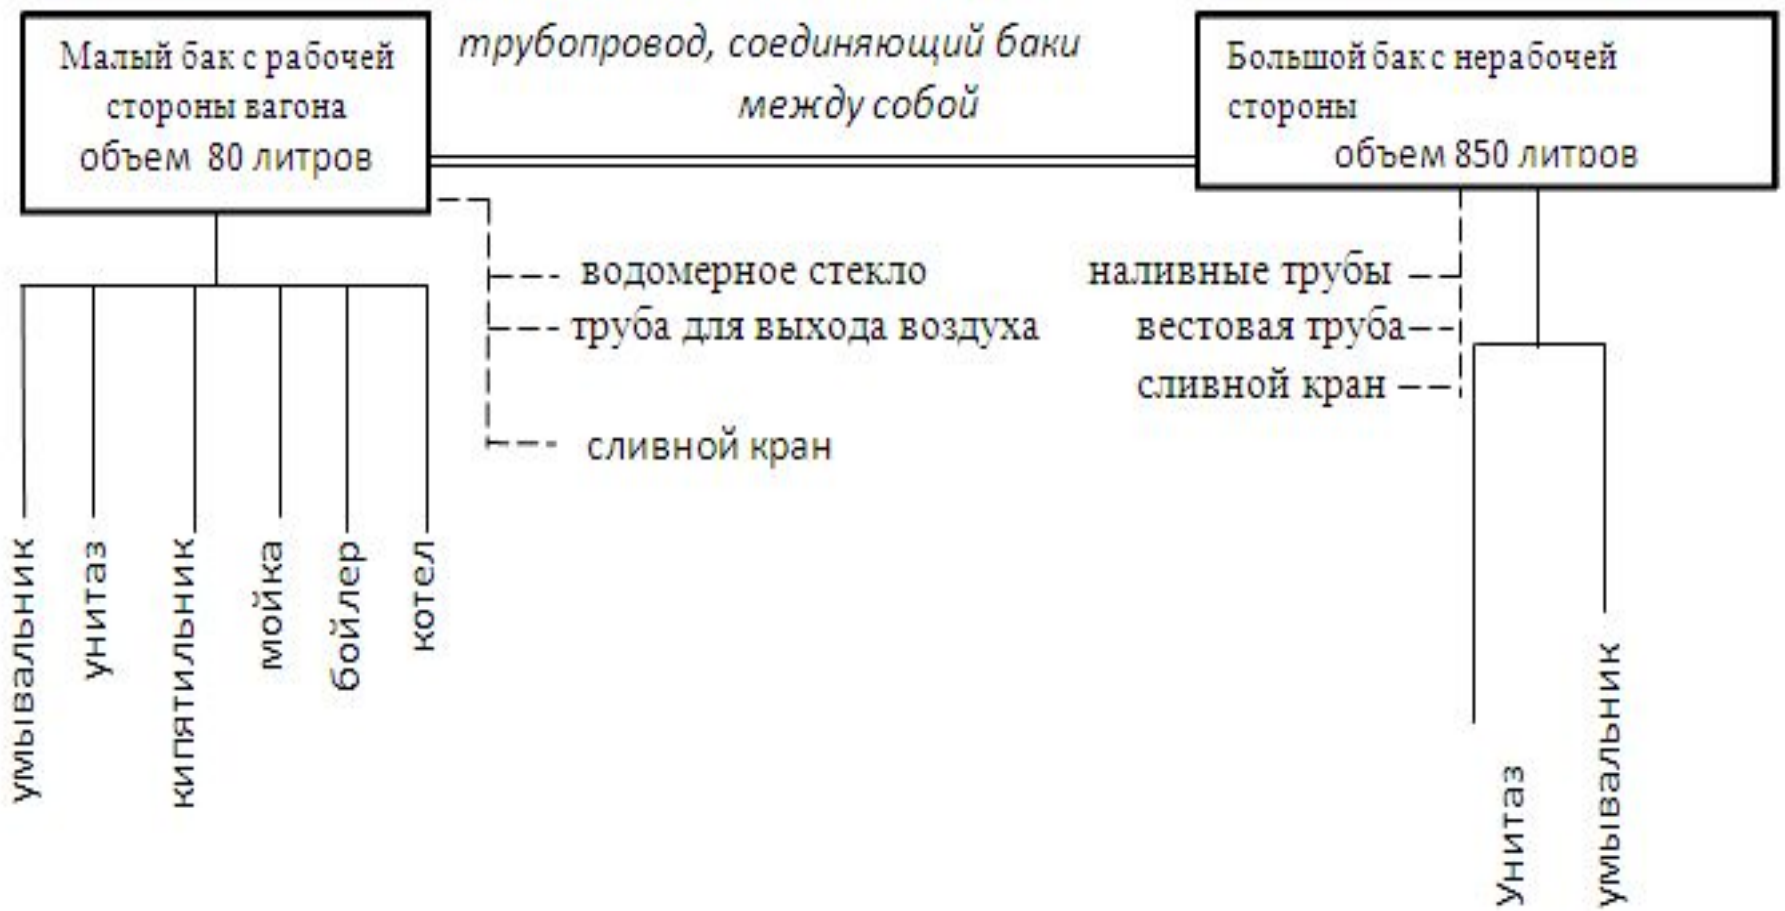 Малый бак с рабочей
стороны вагона
объем 80 литров
трубопровод, соединяющий баки
между собой
Большой бак с нерабочей
стороны
объем 850 литров
водомерное стекло
труба для выхода воздуха
сливной кран
наливные трубы
вестовая труба
сливной кран
умывальник
унитаз
кипятильник
мойка
бойлер
котел
Унитаз
умывальник